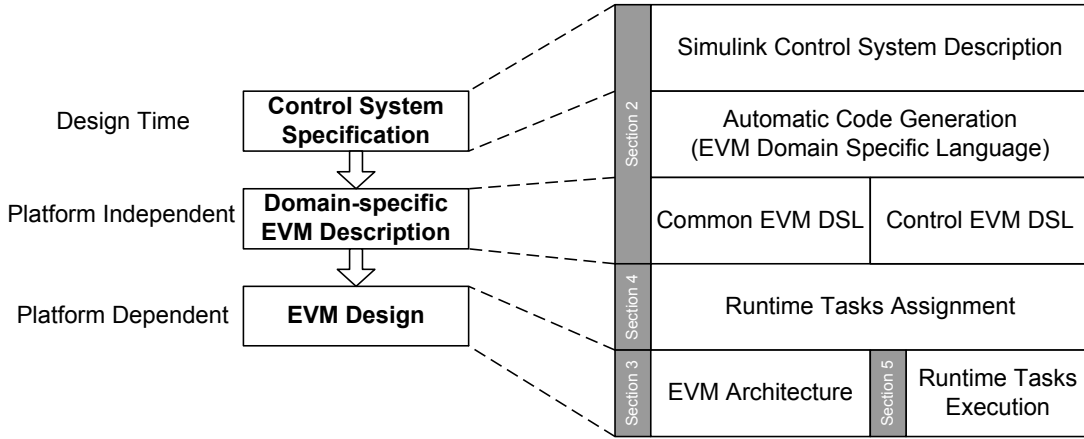 Design Time
Control System
Specification
Platform Independent
Domain-specific
EVM Description
Platform Dependent
EVM Design
Section 2
Simulink Control System Description
Automatic Code Generation
(EVM Domain Specific Language)
Common EVM DSL
Control EVM DSL
Section 4
Runtime Tasks Assignment
Section 3
EVM Architecture
Section 5
Runtime Tasks
Execution